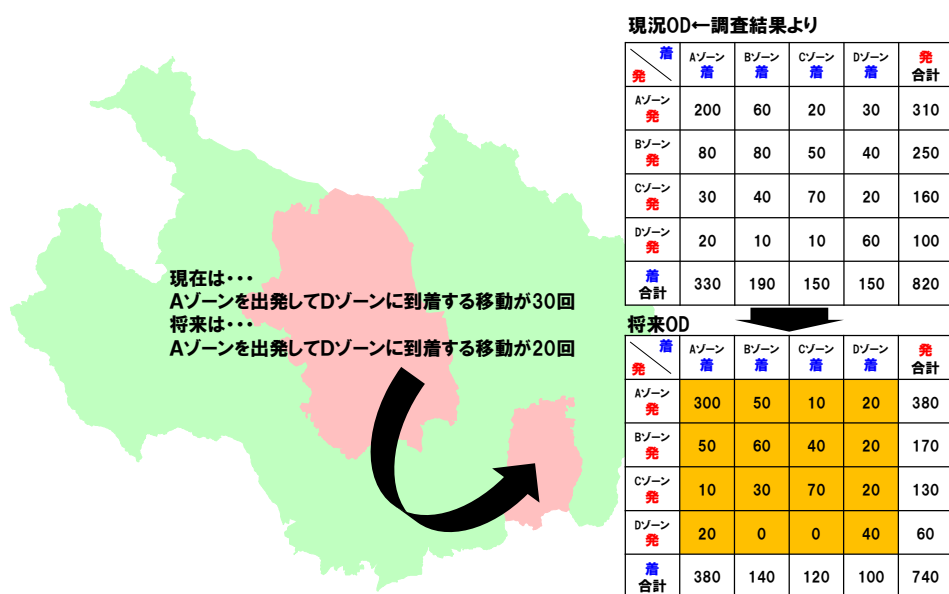 現況OD←調査結果より
着
発
Aゾーン 着
Bゾーン 着
Cゾーン 着
Dゾーン 着
発 合計
Aゾーン 発 200 60 20 30 310
Bゾーン 発 80 80 50 40 250
Cゾーン 発 30 40 70 20 160
Dゾーン 発 20 10 10 60 100
着 合計 330 190 150 150 820
現在は・・・
Aゾーンを出発してDゾーンに到着する移動が30回
将来は・・・
Aゾーンを出発してDゾーンに到着する移動が20回
将来OD
着
発
Aゾーン 着
Bゾーン 着
Cゾーン 着
Dゾーン 着
発 合計
Aゾーン 発 300 50 10 20 380
Bゾーン 発 50 60 40 20 170
Cゾーン 発 10 30 70 20 130
Dゾーン 発 20 0 0 40 60
着 合計 380 140 120 100 740